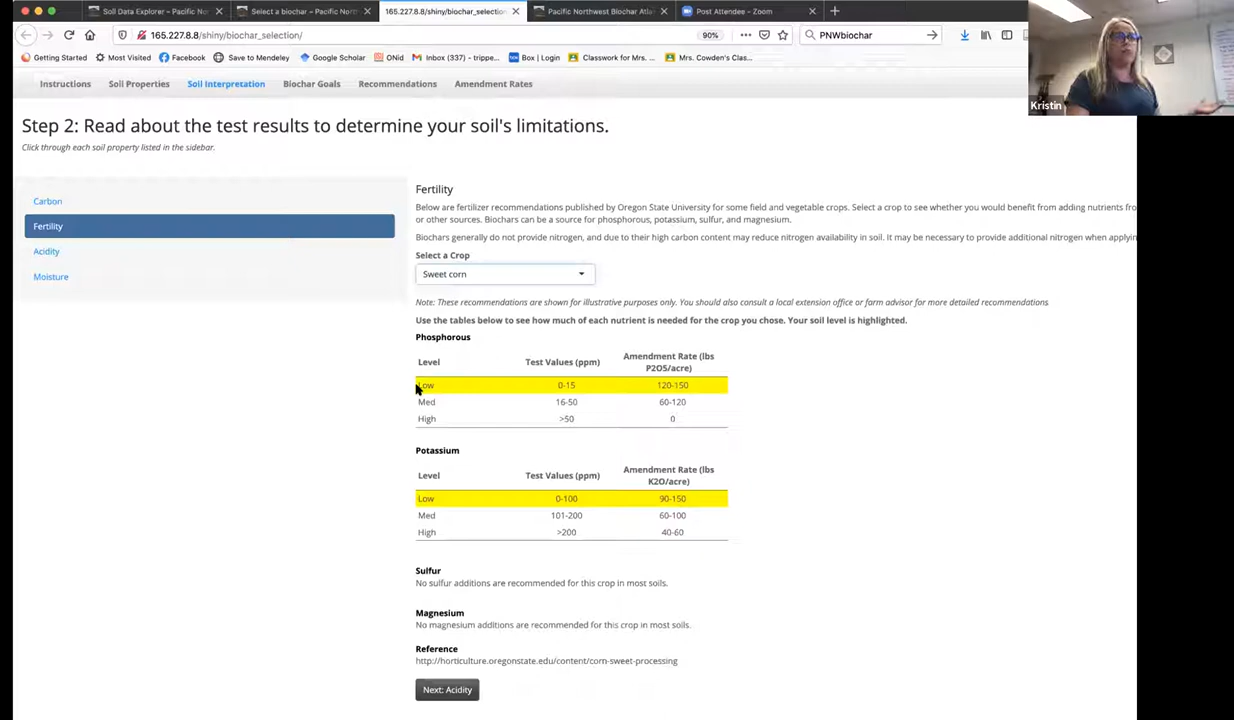 Soil Data Explorer – Pacific No
Select a biochar – Pacific Nort
165.227.8.8/shiny/biochar_selectio
Pacific Northwest Biochar Atla
Post Attendee - Zoom
165.227.8.8/shiny/biochar_selection/
90%
PNWbiochar
Getting Started
Most Visited
Facebook
Save to Mendeley
Google Scholar
ONid
Inbox (337) - trippe...
Box | Login
Classwork for Mrs. ...
Mrs. Cowden's Clas...
Kristin
Instructions
Soil Properties
Soil Interpretation
Biochar Goals
Recommendations
Amendment Rates
Step 2: Read about the test results to determine your soil's limitations.
Click through each soil property listed in the sidebar.
Carbon
Fertility
Acidity
Moisture
Fertility
Below are fertilizer recommendations published by Oregon State University for some field and vegetable crops. Select a crop to see whether you would benefit from adding nutrients fro
or other sources. Biochars can be a source for phosphorous, potassium, sulfur, and magnesium.
Biochars generally do not provide nitrogen, and due to their high carbon content may reduce nitrogen availability in soil. It may be necessary to provide additional nitrogen when applyin
Select a Crop
Sweet corn
Note: These recommendations are shown for illustrative purposes only. You should also consult a local extension office or farm advisor for more detailed recommendations.
Use the tables below to see how much of each nutrient is needed for the crop you chose. Your soil level is highlighted.
Phosphorous
Level Test Values (ppm) Amendment Rate (lbs
P2O5/acre)
Low 0-15 120-150
Med 16-50 60-120
High >50 0
Potassium
Level Test Values (ppm) Amendment Rate (lbs
K2O/acre)
Low 0-100 90-150
Med 101-200 60-100
High >200 40-60
Sulfur
No sulfur additions are recommended for this crop in most soils.
Magnesium
No magnesium additions are recommended for this crop in most soils.
Reference
http://horticulture.oregonstate.edu/content/corn-sweet-processing
Next: Acidity